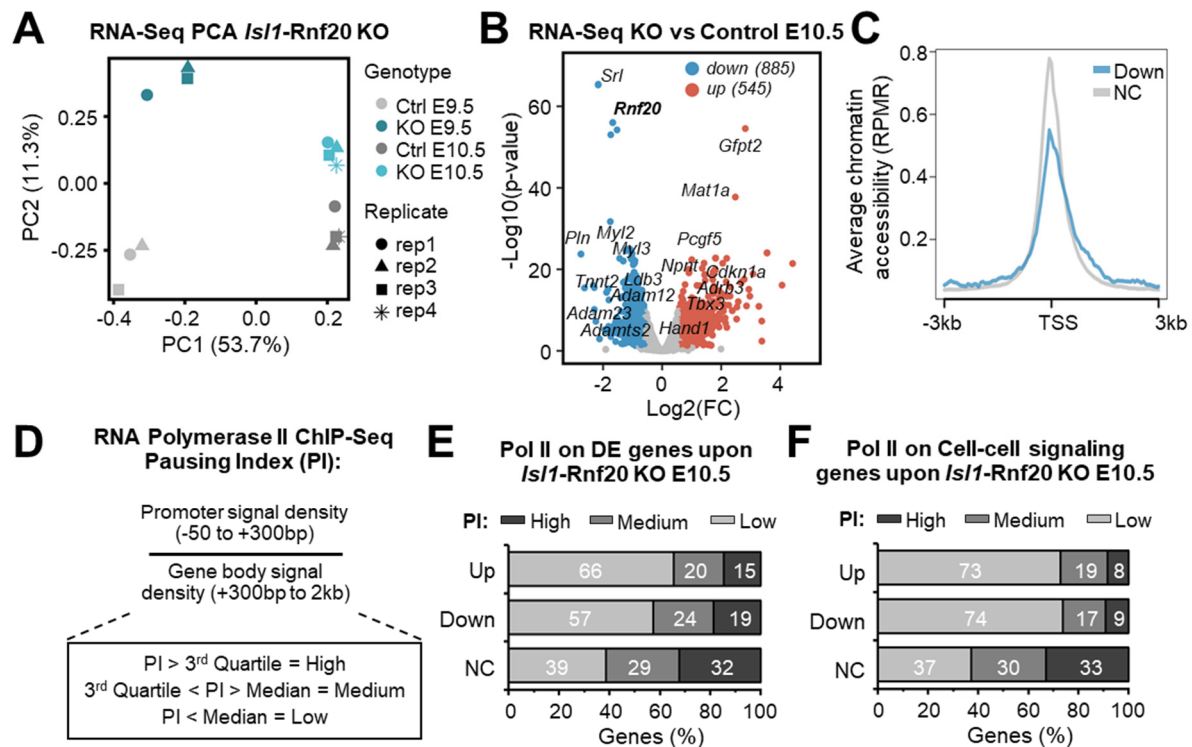 A
RNA-Seq PCA Isl1-Rnf20 KO
PC2 (11.3%)
0.25
0.00
-0.25
-0.4
-0.2
0.0
0.2
PC1 (53.7%)
Genotype
Ctrl E9.5
KO E9.5
Ctrl E10.5
KO E10.5
Replicate
rep1
rep2
rep3
rep4
B
RNA-Seq KO vs Control E10.5
-Log10(p-value)
60
40
20
0
-2
0
2
4
Log2(FC)
down (885)
up (545)
Srl
Rnf20
Gfpt2
Mat1a
Pln
Myl2
Myl3
Pcgf5
Npnt
Cdkn1a
Tnnt2
Ldb3
Adrb3
Adam12
Tbx3
Adam23
Adamts2
Hand1
C
Average chromatin
accessibility (RPMR)
0.8
0.6
0.4
0.2
Down
NC
-3kb
TSS
3kb
D
RNA Polymerase II ChIP-Seq
Pausing Index (PI):
Promoter signal density
(-50 to +300bp)
Gene body signal
density (+300bp to 2kb)
PI > 3rd Quartile = High
3rd Quartile < PI > Median = Medium
PI < Median = Low
E
Pol II on DE genes upon
Isl1-Rnf20 KO E10.5
PI: High Medium Low
Up 66 20 15
Down 57 24 19
NC 39 29 32
0 20 40 60 80 100
Genes (%)
F
Pol II on Cell-cell signaling
genes upon Isl1-Rnf20 KO E10.5
PI: High Medium Low
Up 73 19 8
Down 74 17 9
NC 37 30 33
0 20 40 60 80 100
Genes (%)